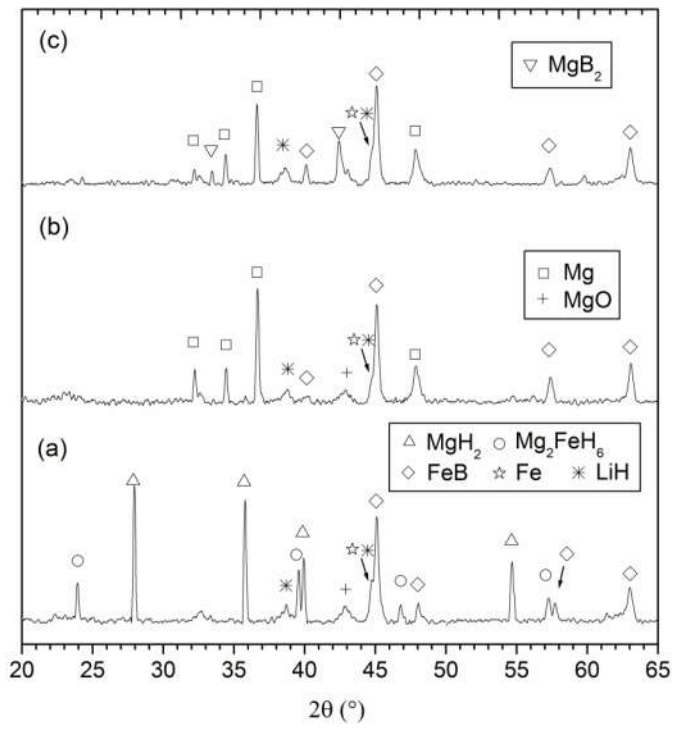 (c)
▽ MgB₂
(b)
□ Mg
+ MgO
(a)
△ MgH₂ ○ Mg₂FeH₆
◇ FeB ☆ Fe ✳ LiH
20 25 30 35 40 45 50 55 60 65
2θ (°)